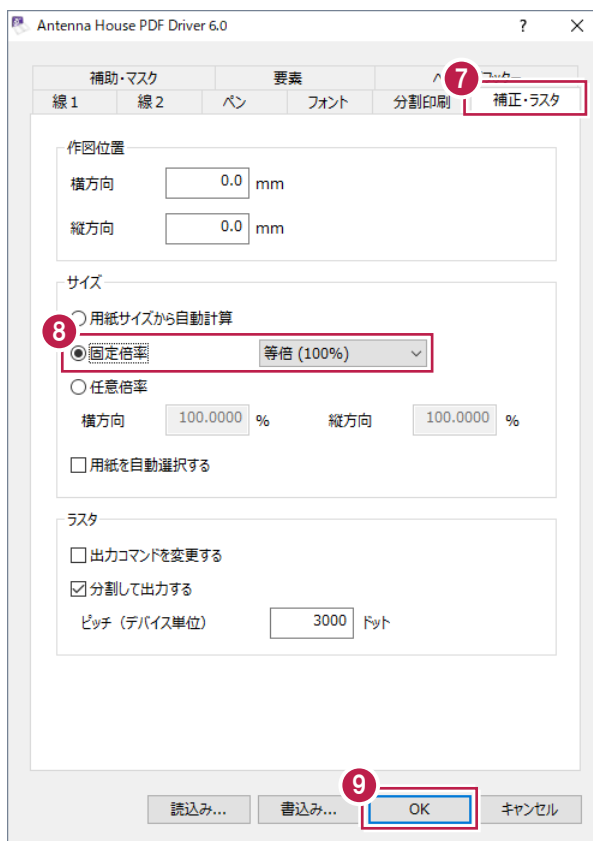 Antenna House PDF Driver 6.0
補助・マスク 要素
7
線1 線2 ペン フォント 分割印刷 補正・ラスタ
作図位置
横方向 0.0 mm
縦方向 0.0 mm
サイズ
用紙サイズから自動計算
8
固定倍率 等倍 (100%)
任意倍率
横方向 100.0000 % 縦方向 100.0000 %
用紙を自動選択する
ラスタ
出力コマンドを変更する
分割して出力する
ピッチ（デバイス単位） 3000 ドット
9
読込み... 書込み... OK キャンセル